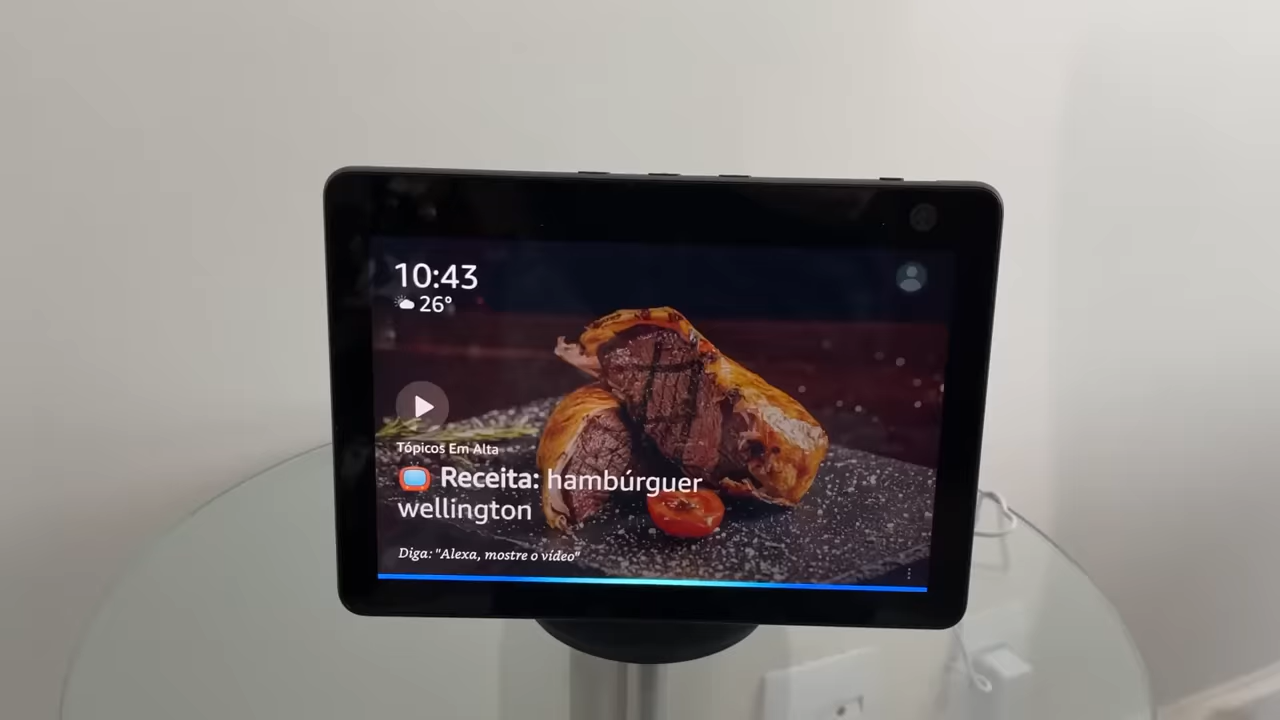 10:43
26°
Tópicos Em Alta
Receita: hambúrguer
wellington
Diga: "Alexa, mostre o vídeo"